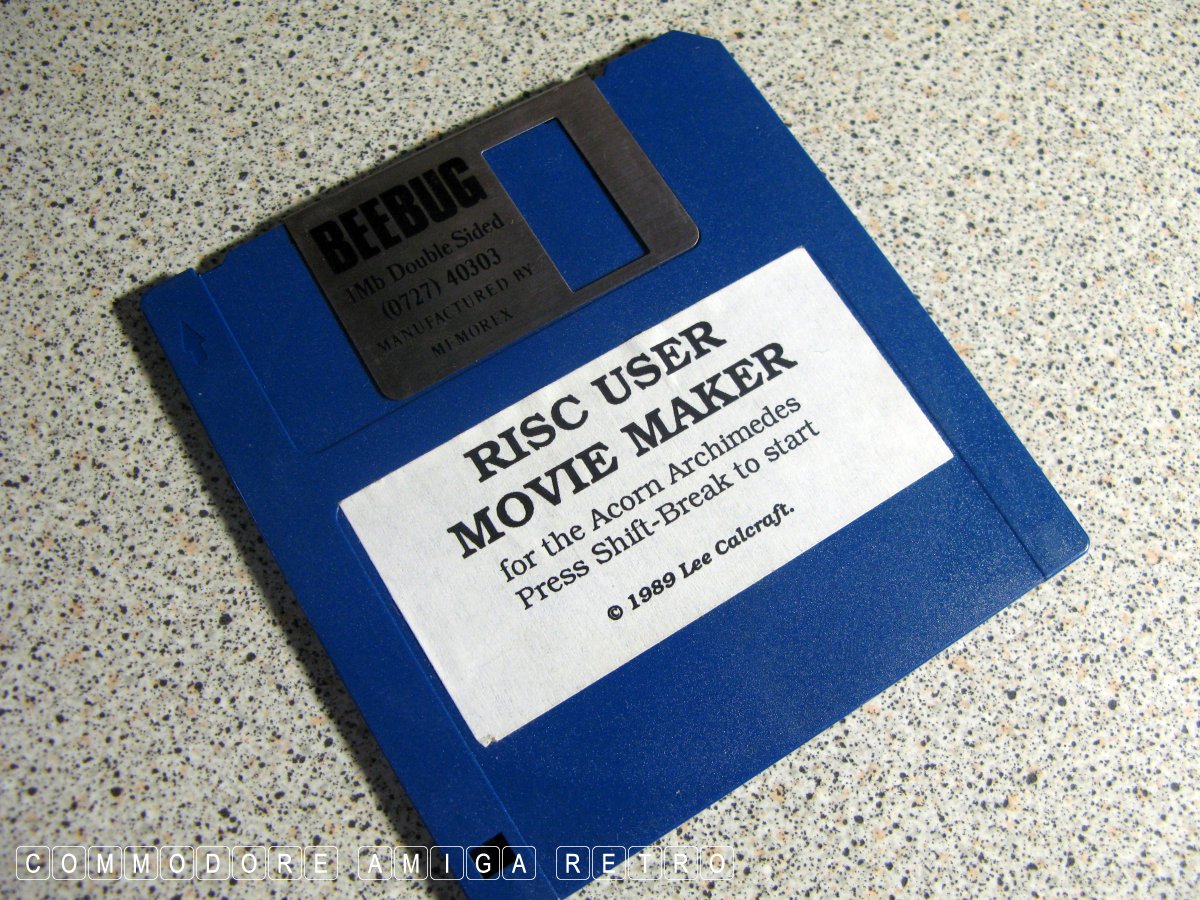 BEEBUG
1Mb Double Sided
(0727) 40303
MANUFACTURED BY
MEMOREX
RISC USER
MOVIE MAKER
for the Acorn Archimedes
Press Shift-Break to start
© 1989 Lee Calcraft.
COMMODORE AMIGA RETRO